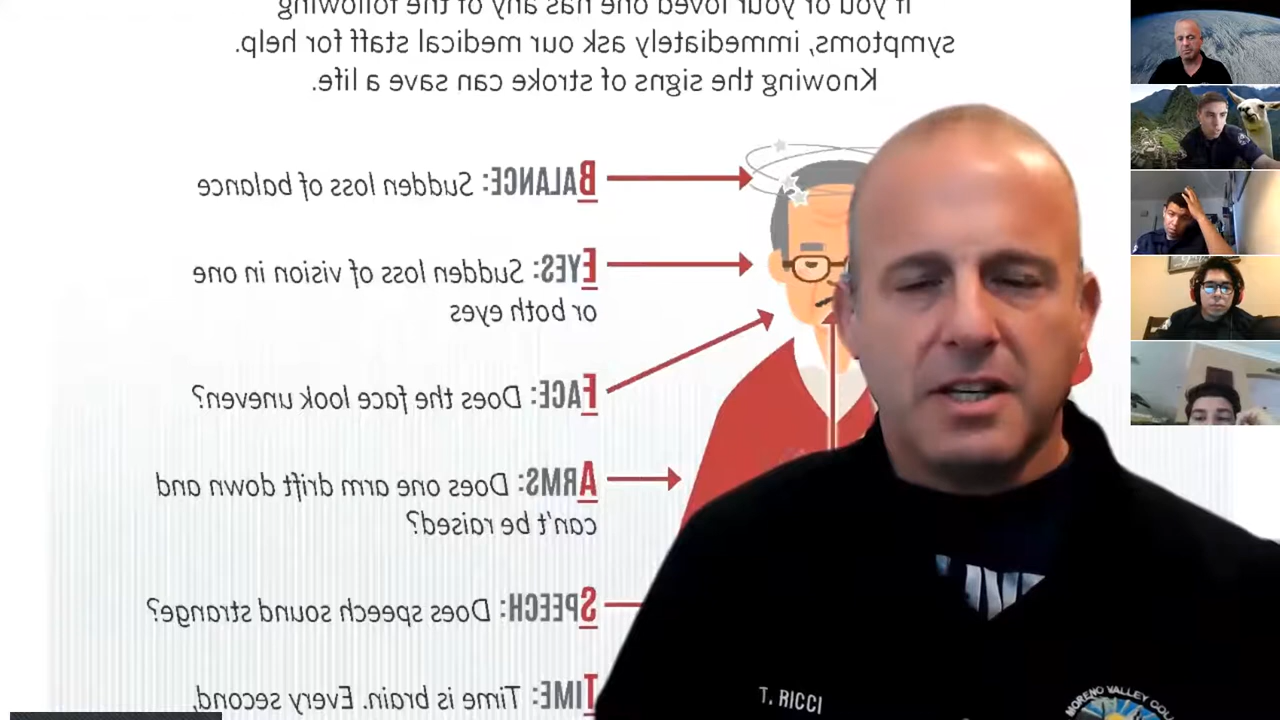 If you or your loved one has any of the following
symptoms, immediately ask our medical staff for help.
Knowing the signs of stroke can save a life.
BALANCE: Sudden loss of balance
EYES: Sudden loss of vision in one
or both eyes
FACE: Does the face look uneven?
ARMS: Does one arm drift down and
can't be raised?
SPEECH: Does speech sound strange?
TIME: Time is brain. Every second,
T. RICCI
MORENO VALLEY